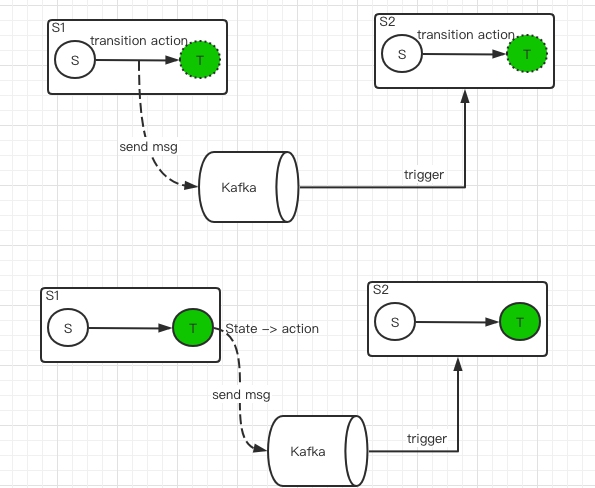 S1
transition action
S
T
S2
transition action
S
T
send msg
Kafka
trigger
S1
S
T
State -> action
S2
S
T
send msg
Kafka
trigger